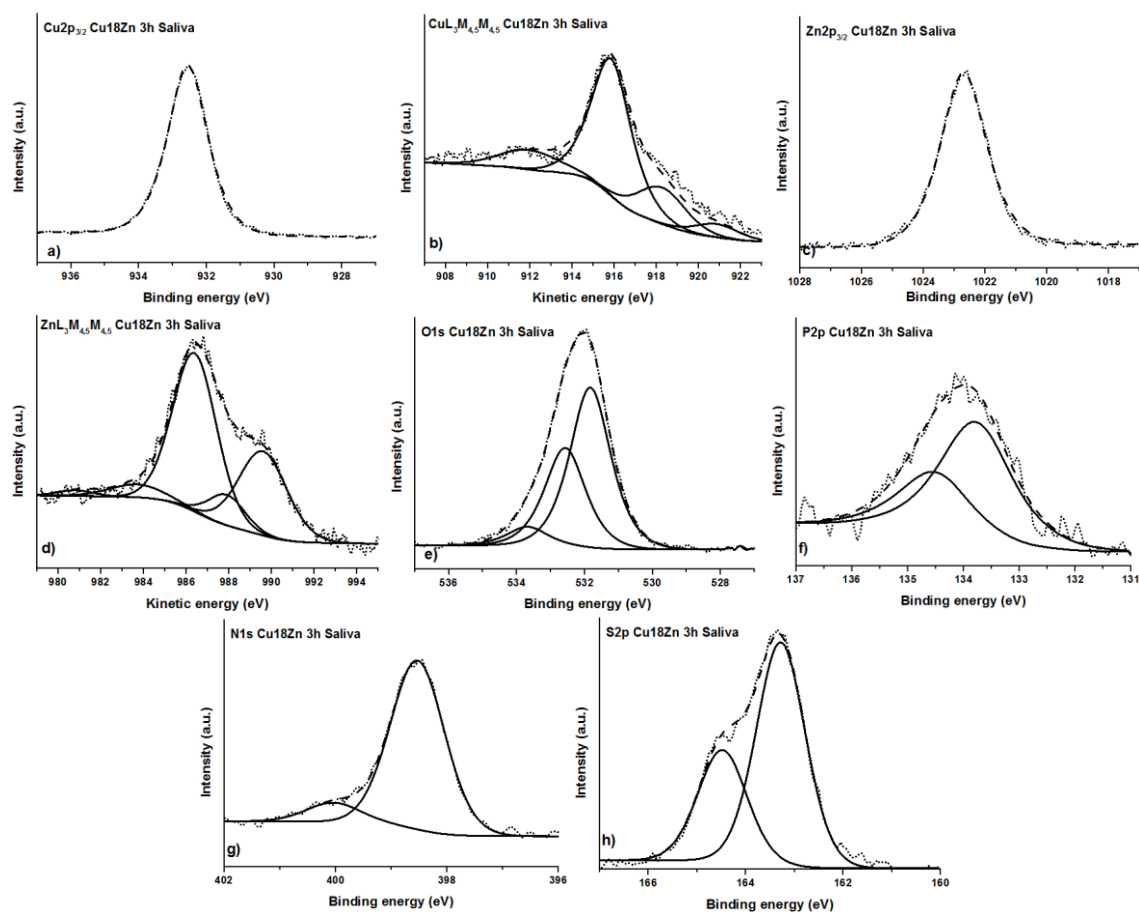 Cu2p3/2 Cu18Zn 3h Saliva
Intensity (a.u.)
a)
936 934 932 930 928
Binding energy (eV)
CuL3M4,5M4,5 Cu18Zn 3h Saliva
Intensity (a.u.)
b)
908 910 912 914 916 918 920 922
Kinetic energy (eV)
Zn2p3/2 Cu18Zn 3h Saliva
Intensity (a.u.)
c)
1028 1026 1024 1022 1020 1018
Binding energy (eV)
ZnL3M4,5M4,5 Cu18Zn 3h Saliva
Intensity (a.u.)
d)
980 982 984 986 988 990 992 994
Kinetic energy (eV)
O1s Cu18Zn 3h Saliva
Intensity (a.u.)
e)
536 534 532 530 528
Binding energy (eV)
P2p Cu18Zn 3h Saliva
Intensity (a.u.)
f)
137 136 135 134 133 132 131
Binding energy (eV)
N1s Cu18Zn 3h Saliva
Intensity (a.u.)
g)
402 400 398 396
Binding energy (eV)
S2p Cu18Zn 3h Saliva
Intensity (a.u.)
h)
166 164 162 160
Binding energy (eV)